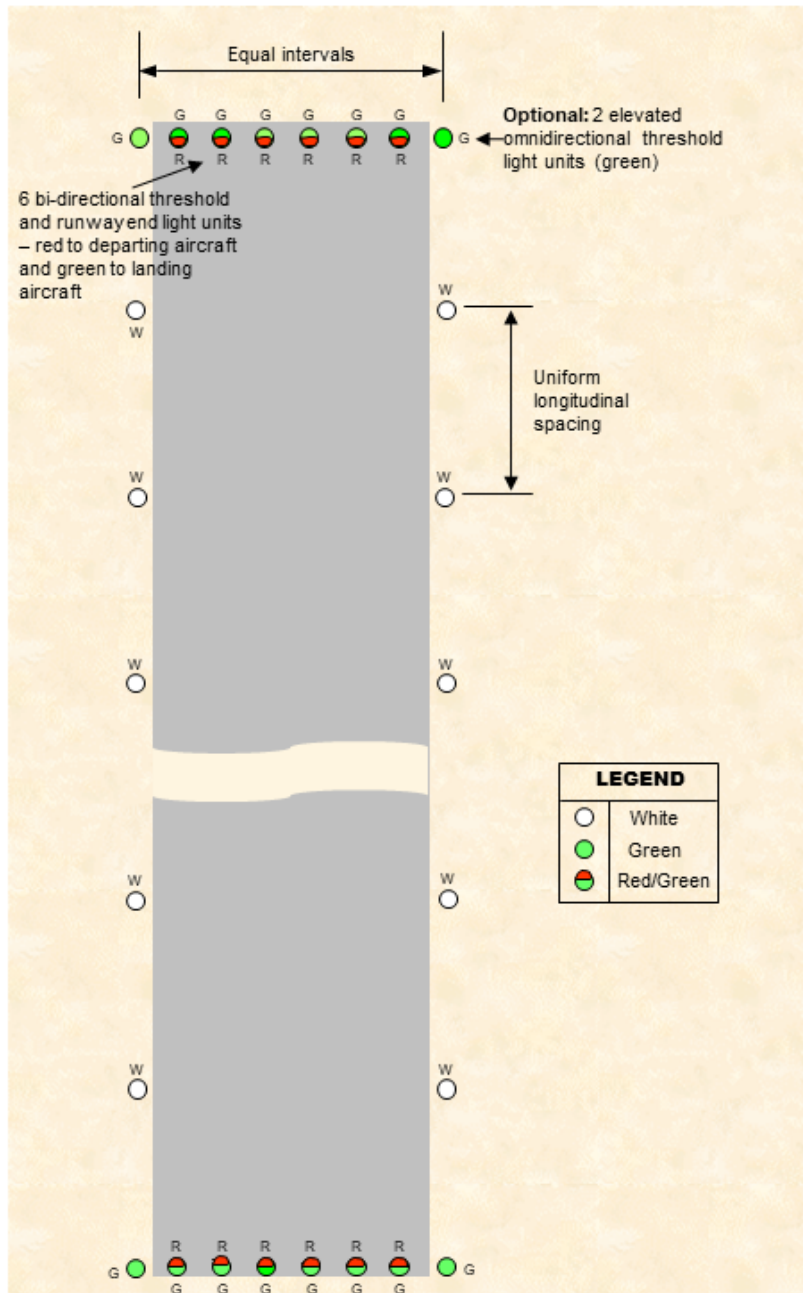 Equal intervals
G G G G G G
G
G
Optional: 2 elevated
omnidirectional threshold
light units (green)
R R R R R R
6 bi-directional threshold
and runway end light units
– red to departing aircraft
and green to landing
aircraft
W
W
Uniform
longitudinal
spacing
W
W
W
W
LEGEND
White
Green
Red/Green
W
W
W
W
R R R R R R
G
G
G G G G G G